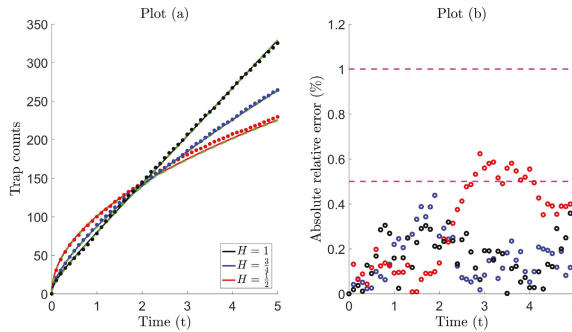 Plot (a)
Trap counts
350
300
250
200
150
100
50
0
0 1 2 3 4 5
Time (t)
H = 1
H = 3/4
H = 1/2
Plot (b)
Absolute relative error (%)
1.2
1
0.8
0.6
0.4
0.2
0
0 1 2 3 4 5
Time (t)